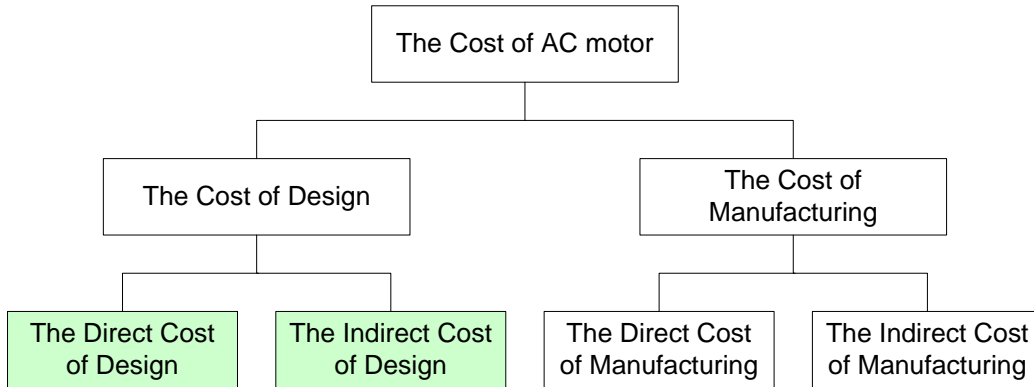 The Cost of AC motor
The Cost of Design
The Cost of
Manufacturing
The Direct Cost
of Design
The Indirect Cost
of Design
The Direct Cost
of Manufacturing
The Indirect Cost
of Manufacturing